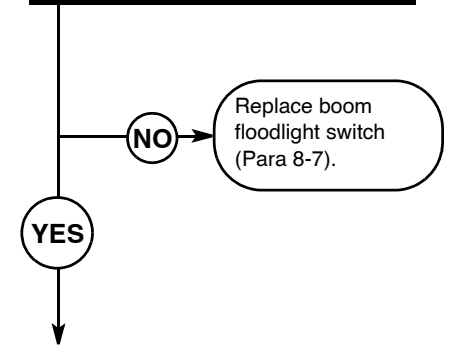 NO
Replace boom
floodlight switch
(Para 8-7).
YES